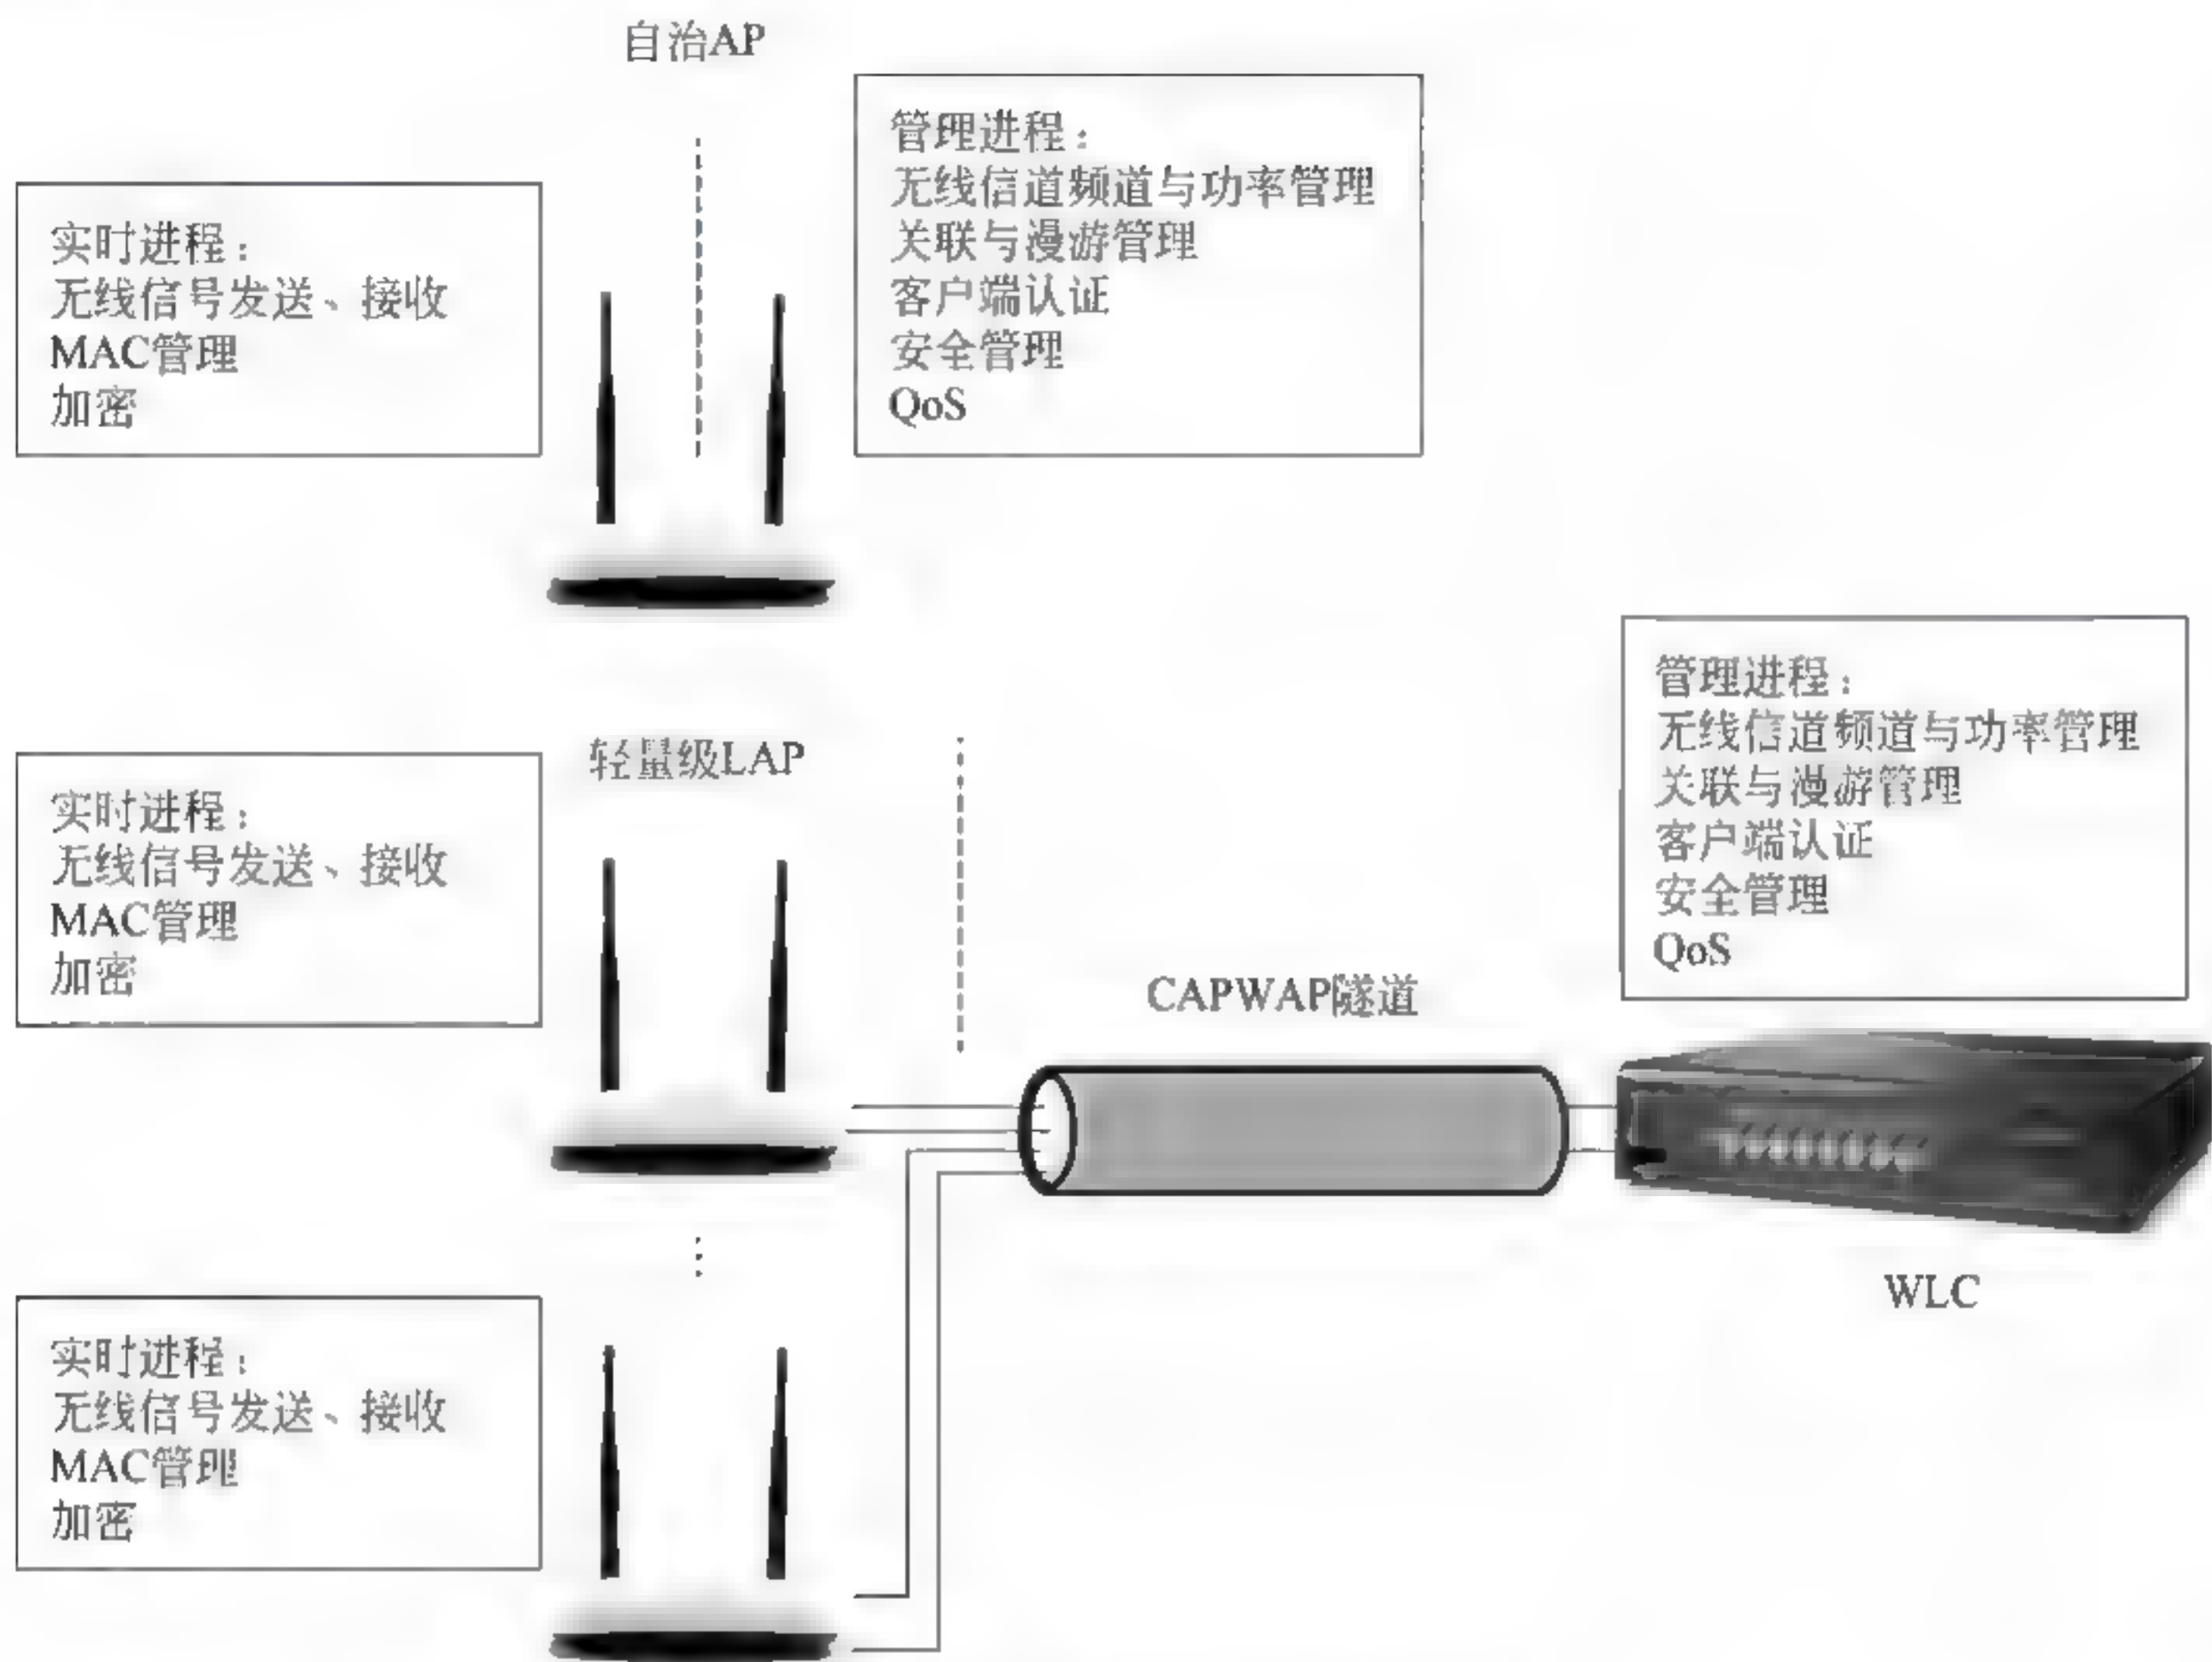 自治AP
实时进程：
无线信号发送、接收
MAC管理
加密
管理进程：
无线信道频道与功率管理
关联与漫游管理
客户端认证
安全管理
QoS
轻量级LAP
实时进程：
无线信号发送、接收
MAC管理
加密
CAPWAP隧道
管理进程：
无线信道频道与功率管理
关联与漫游管理
客户端认证
安全管理
QoS
WLC
⋮
实时进程：
无线信号发送、接收
MAC管理
加密